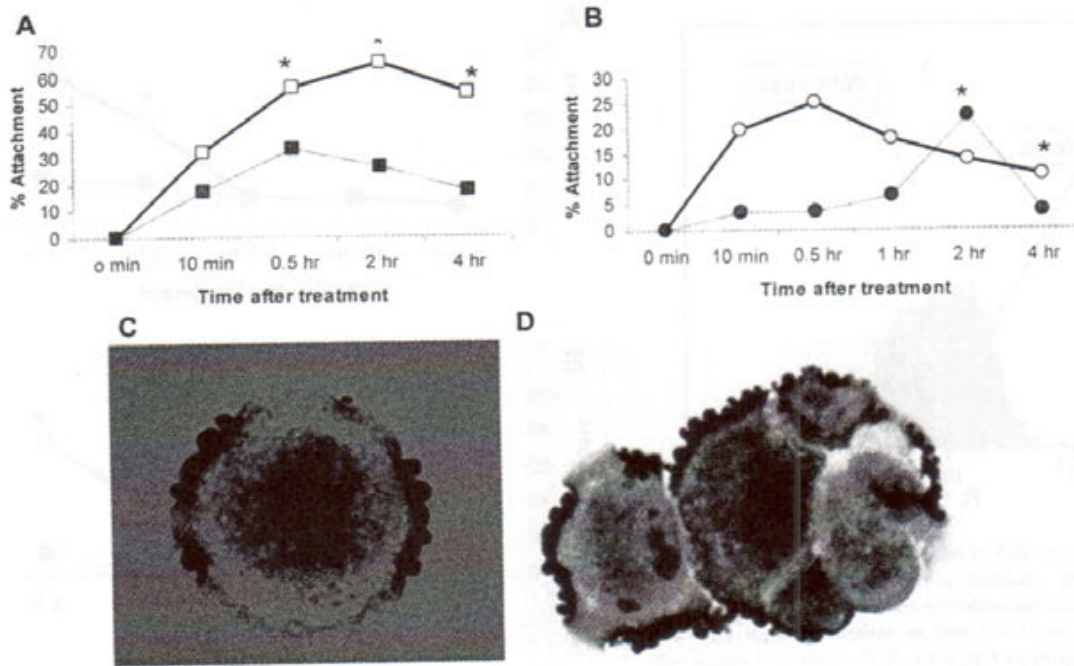 A
70
60
50
40
30
20
10
0
% Attachment
*
*
o min
10 min
0.5 hr
2 hr
4 hr
Time after treatment
B
30
25
20
15
10
5
0
% Attachment
*
*
0 min
10 min
0.5 hr
1 hr
2 hr
4 hr
Time after treatment
C
D